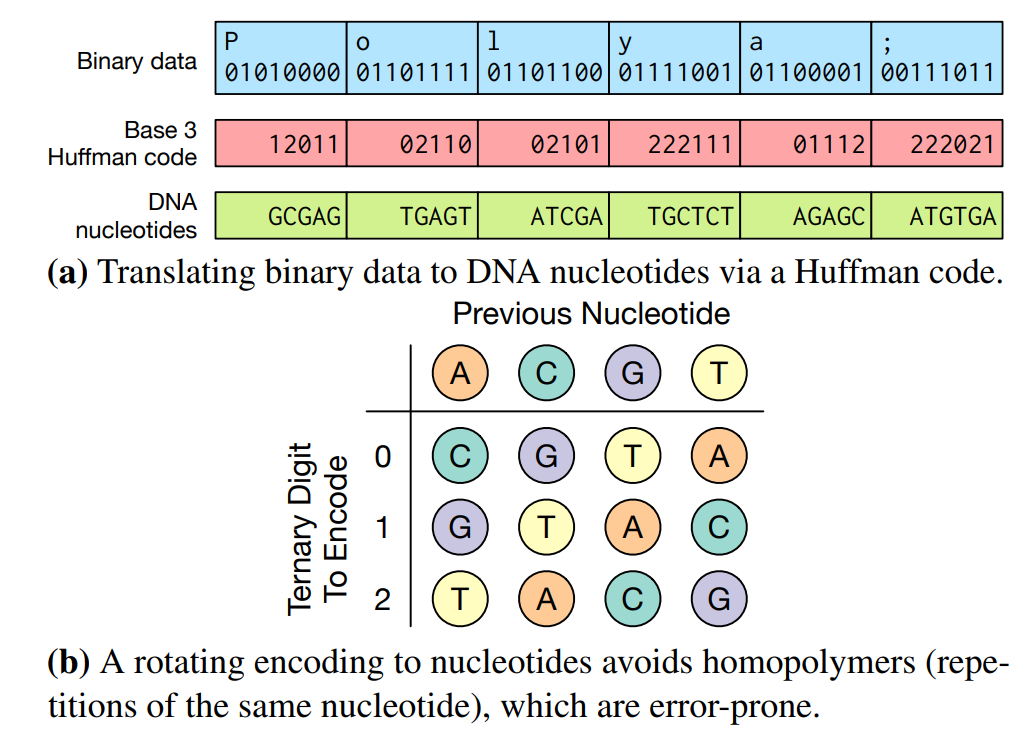 Binary data
P o l y a ;
01010000 01101111 01101100 01111001 01100001 00111011
Base 3
Huffman code
12011 02110 02101 222111 01112 222021
DNA
nucleotides
GCGAG TGAGT ATCGA TGCTCT AGAGC ATGTGA
(a) Translating binary data to DNA nucleotides via a Huffman code.
Previous Nucleotide
A C G T
Ternary Digit
To Encode
0 C G T A
1 G T A C
2 T A C G
(b) A rotating encoding to nucleotides avoids homopolymers (repe-
titions of the same nucleotide), which are error-prone.